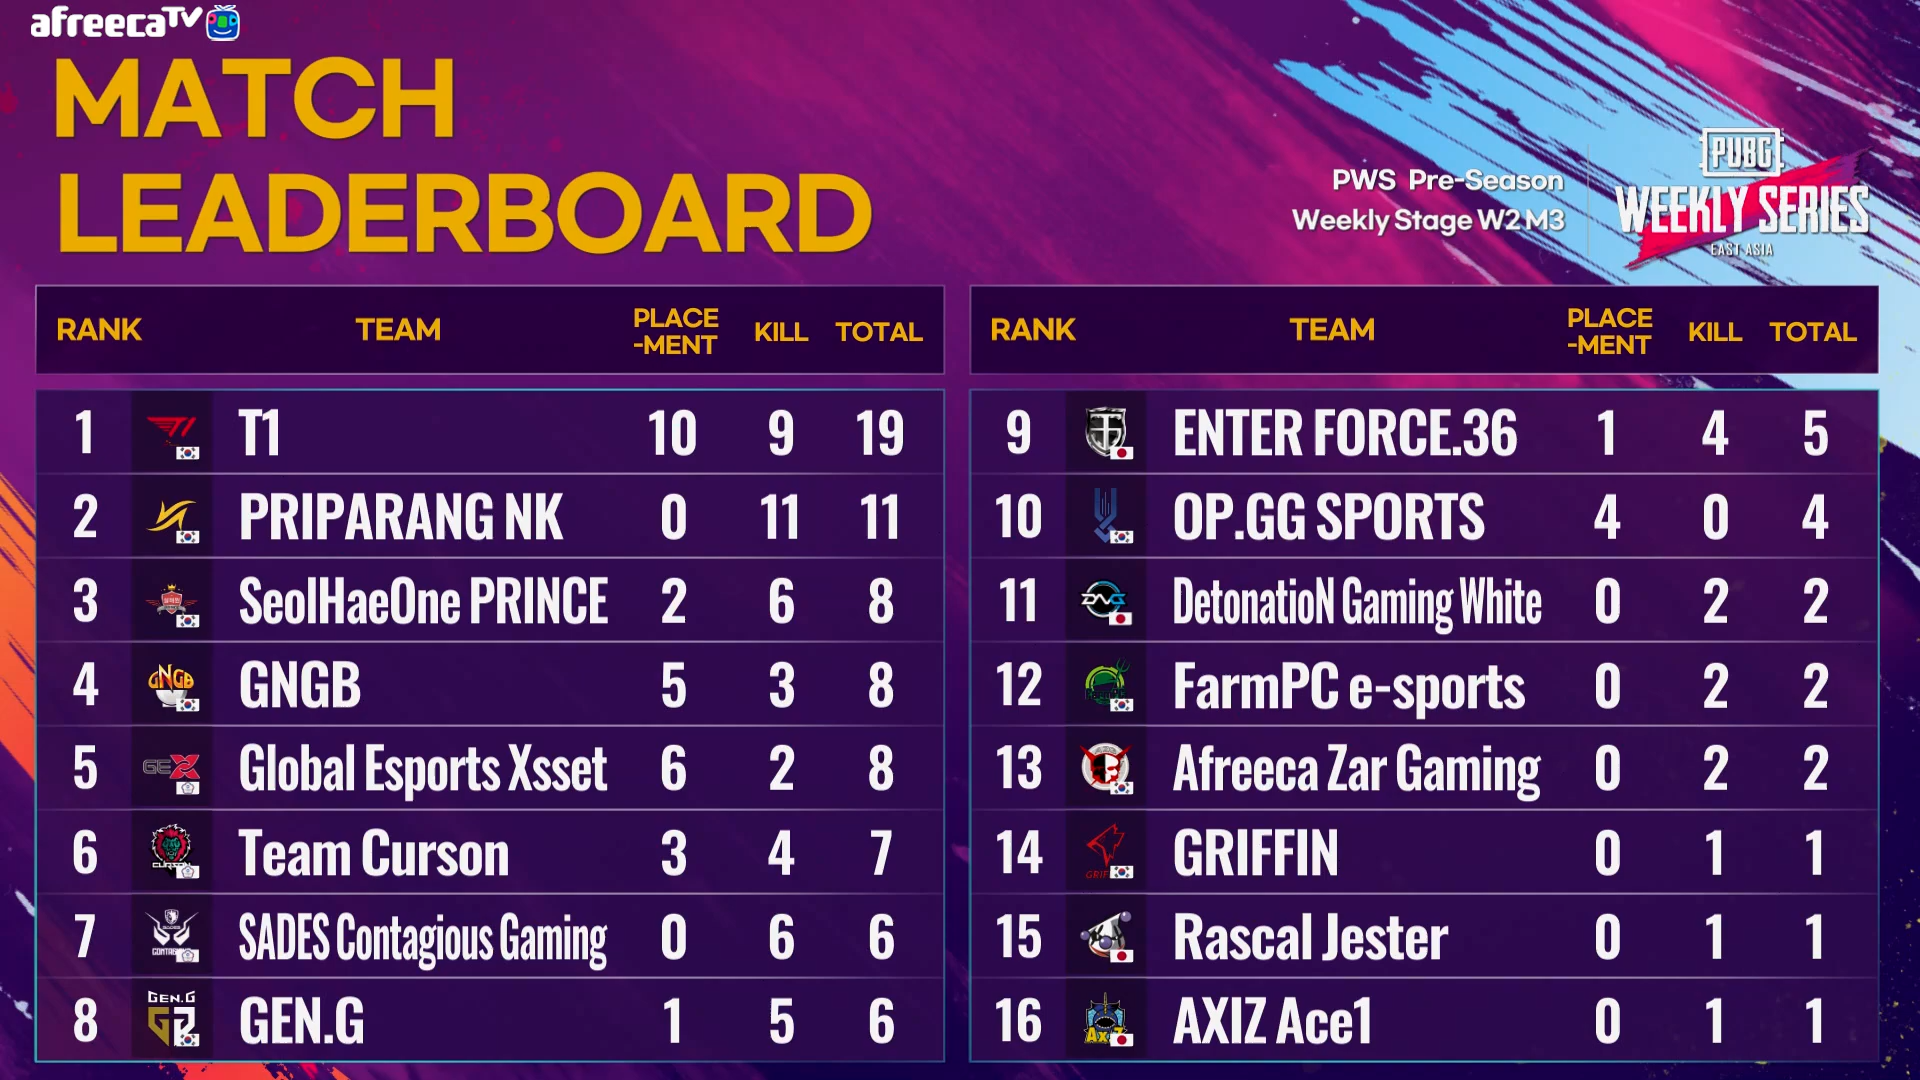 afreecaTV
MATCH
LEADERBOARD
PWS Pre-Season
Weekly Stage W2 M3
PUBG
WEEKLY SERIES
EAST ASIA
RANK TEAM PLACE-MENT KILL TOTAL
1 T1 10 9 19
2 PRIPARANG NK 0 11 11
3 SeolHaeOne PRINCE 2 6 8
4 GNGB 5 3 8
5 Global Esports Xsset 6 2 8
6 Team Curson 3 4 7
7 SADES Contagious Gaming 0 6 6
8 GEN.G 1 5 6
RANK TEAM PLACE-MENT KILL TOTAL
9 ENTER FORCE.36 1 4 5
10 OP.GG SPORTS 4 0 4
11 DetonatioN Gaming White 0 2 2
12 FarmPC e-sports 0 2 2
13 Afreeca Zar Gaming 0 2 2
14 GRIFFIN 0 1 1
15 Rascal Jester 0 1 1
16 AXIZ Ace1 0 1 1